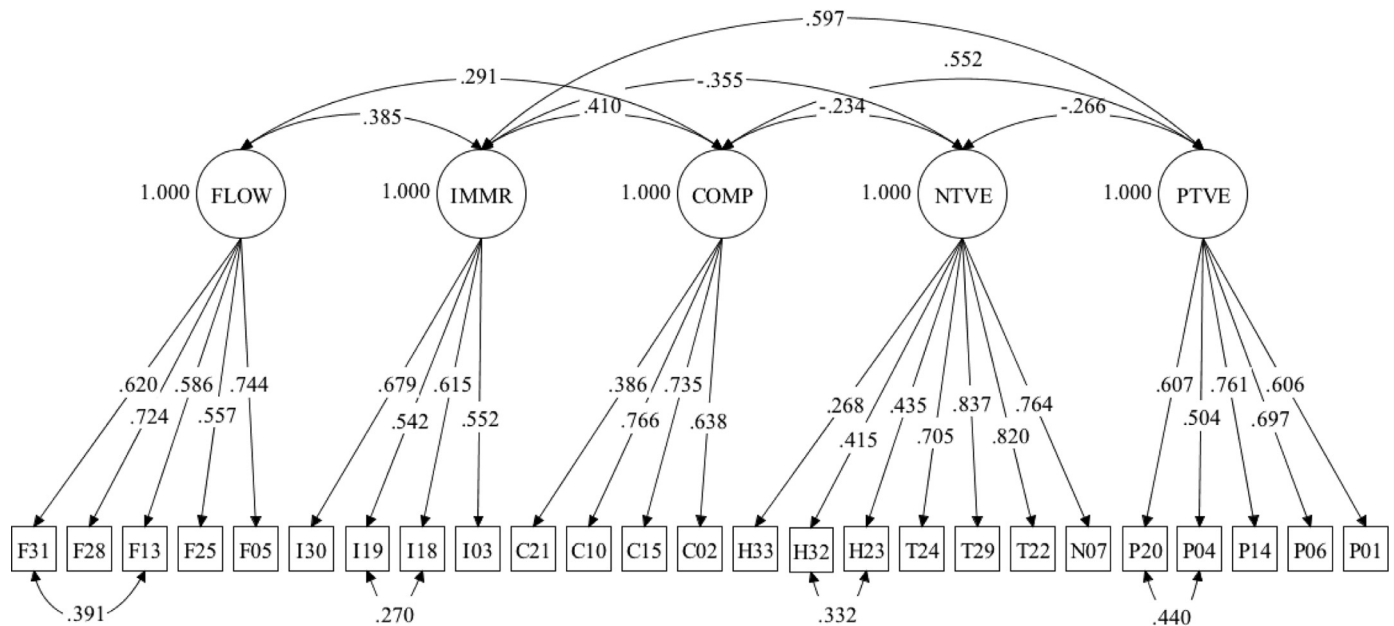 .597
.552
.291 -.355
.385 .410 -.234 -.266
1.000 FLOW 1.000 IMMR 1.000 COMP 1.000 NTVE 1.000 PTVE
.620 .586 .744 .679 .615 .386 .735 .268 .435 .837 .764 .607 .761 .606
.724 .557 .542 .552 .766 .638 .415 .705 .820 .504 .697
F31 F28 F13 F25 F05 I30 I19 I18 I03 C21 C10 C15 C02 H33 H32 H23 T24 T29 T22 N07 P20 P04 P14 P06 P01
.391 .270 .332 .440